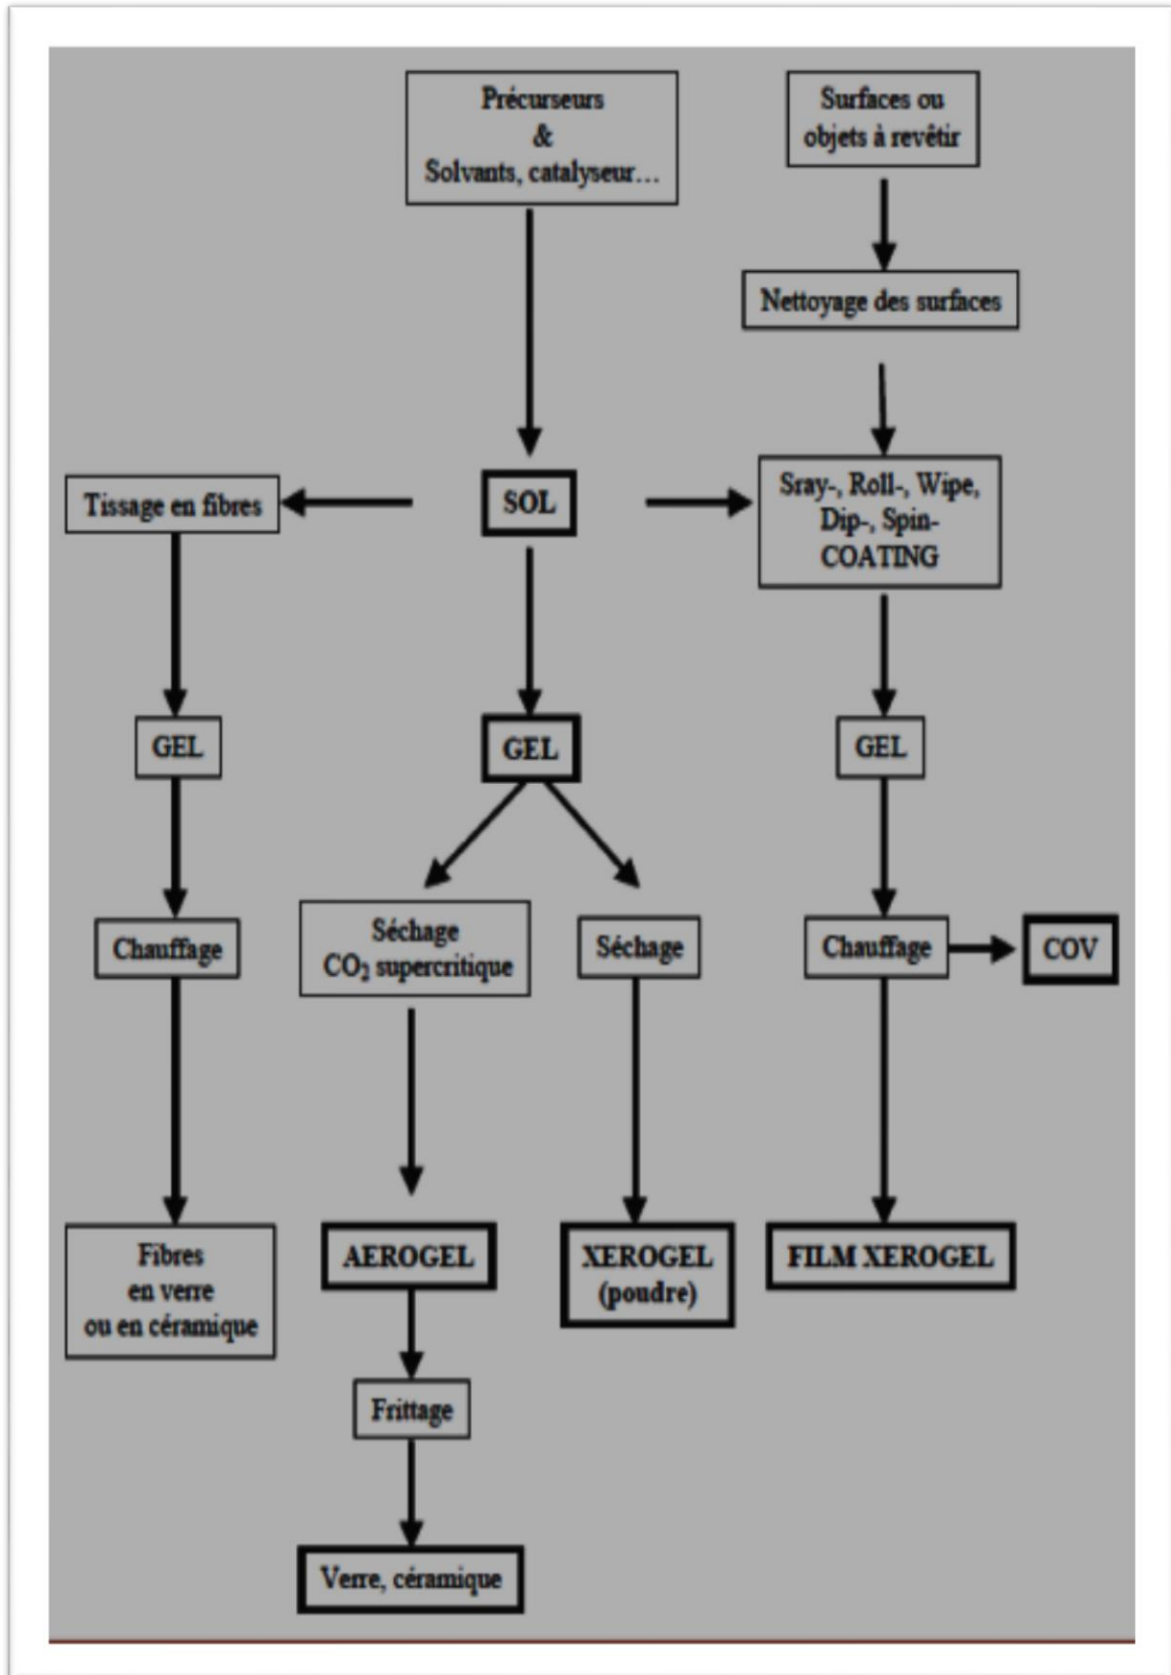 Précurseurs
&
Solvants, catalyseur…
Surfaces ou
objets à revêtir
Nettoyage des surfaces
Tissage en fibres
SOL
Sray-, Roll-, Wipe,
Dip-, Spin-
COATING
GEL
GEL
GEL
Chauffage
Séchage
CO₂ supercritique
Séchage
Chauffage
COV
Fibres
en verre
ou en céramique
AEROGEL
XEROGEL
(poudre)
FILM XEROGEL
Frittage
Verre, céramique